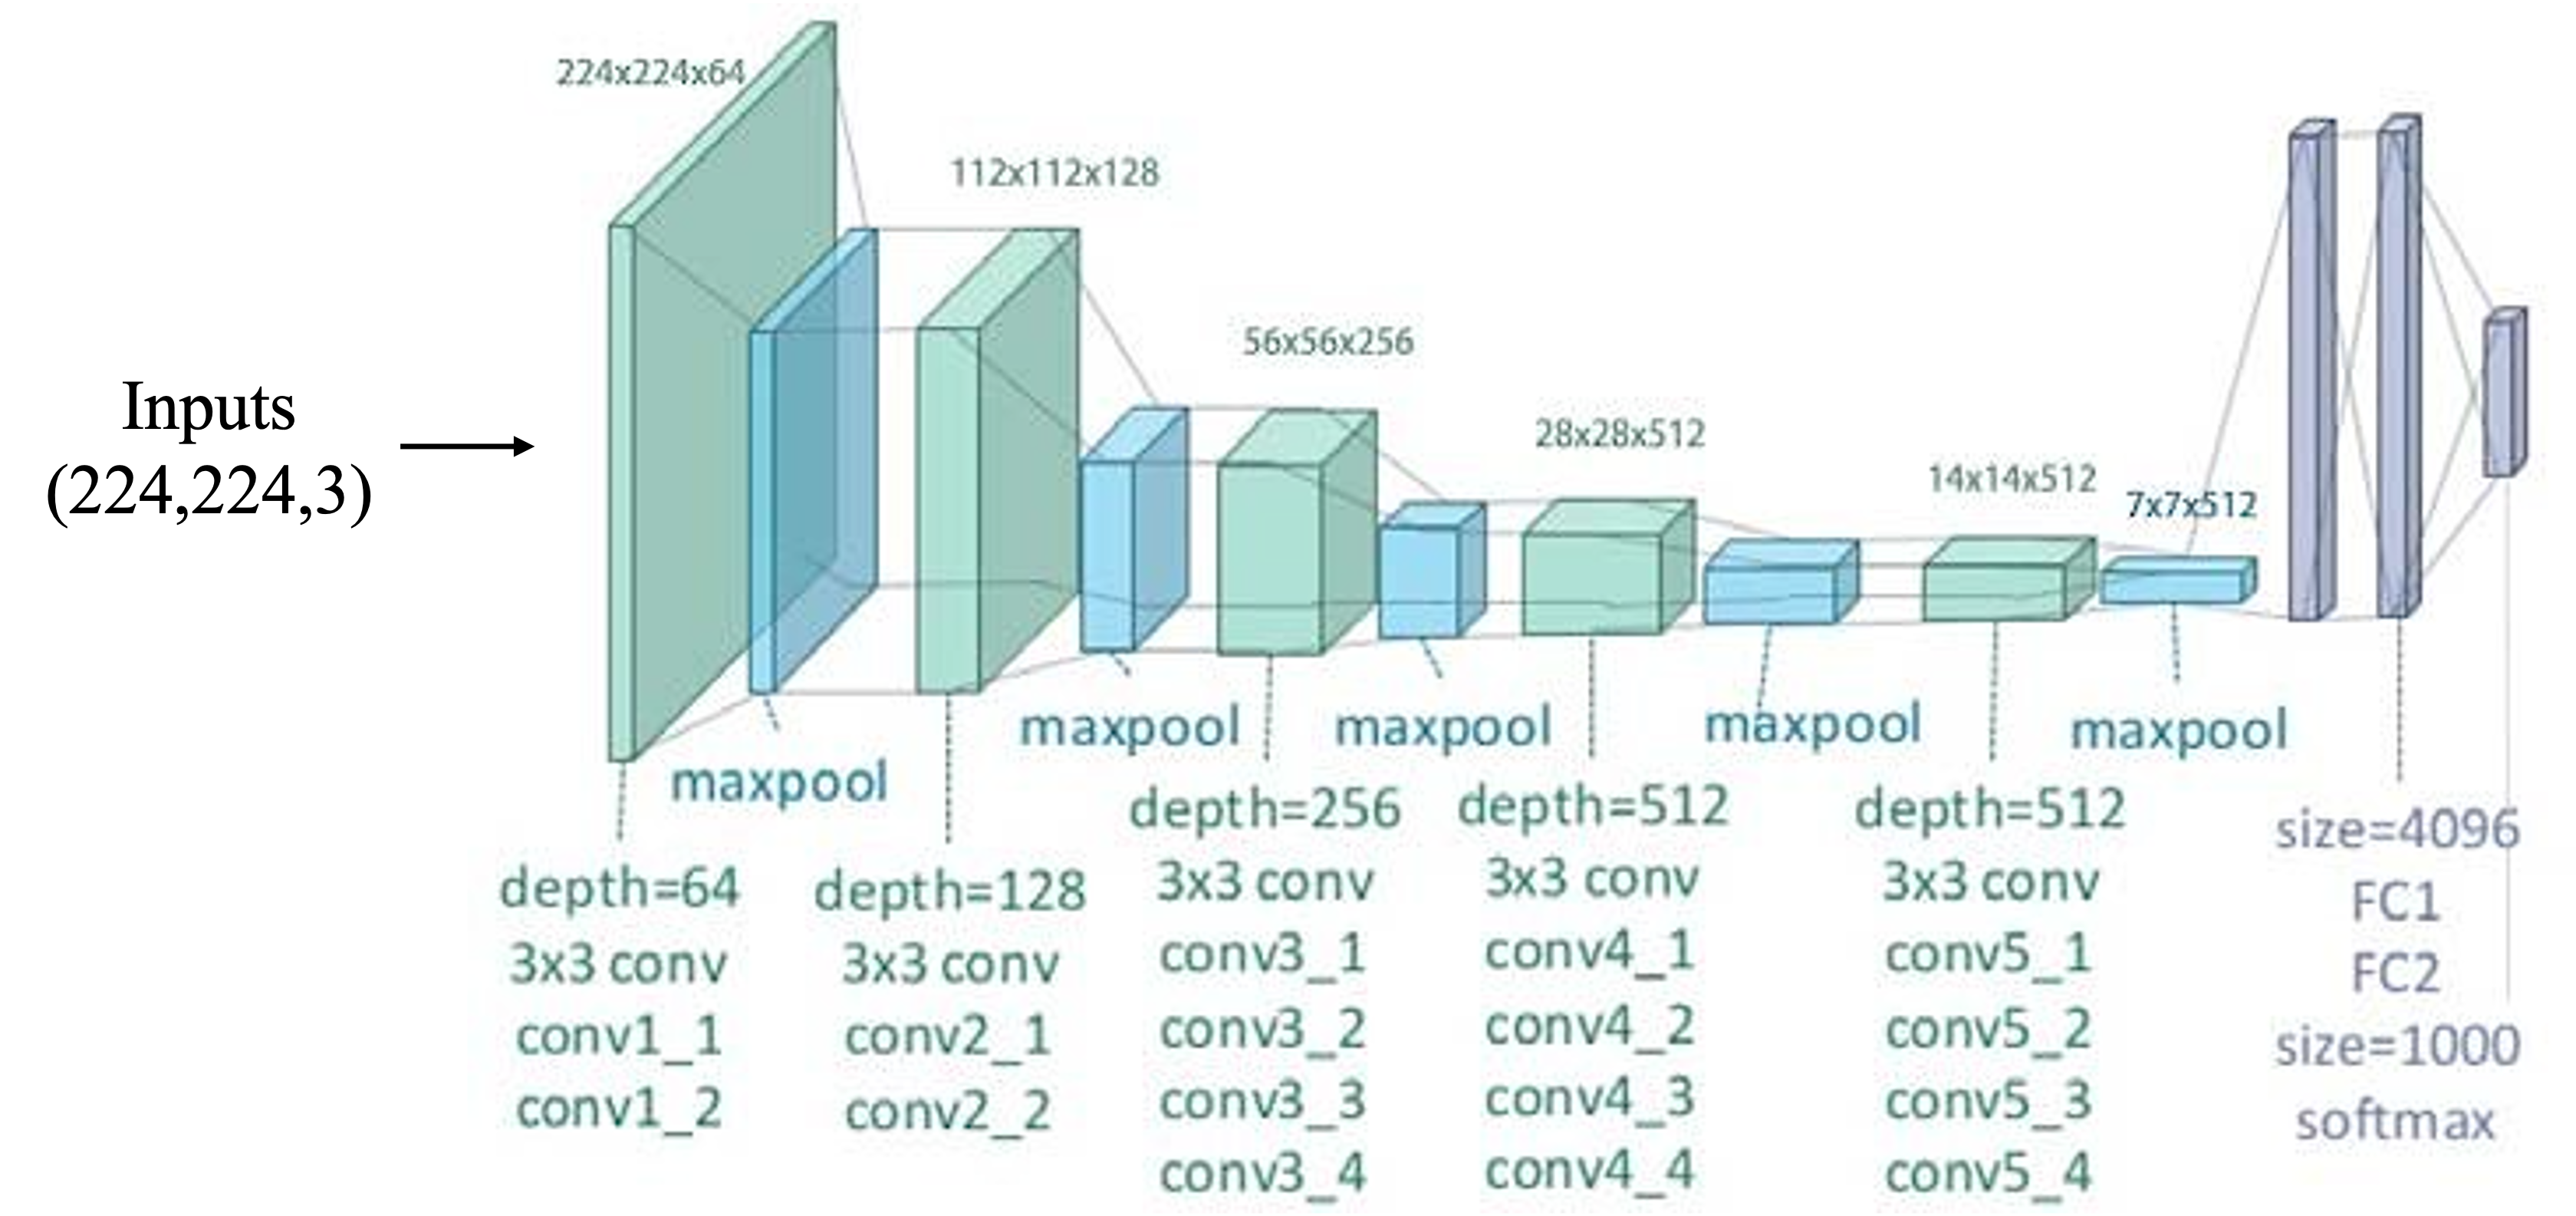 Inputs
(224,224,3)
224x224x64
112x112x128
56x56x256
28x28x512
14x14x512
7x7x512
maxpool
maxpool
maxpool
maxpool
maxpool
depth=64
3x3 conv
conv1_1
conv1_2
depth=128
3x3 conv
conv2_1
conv2_2
depth=256
3x3 conv
conv3_1
conv3_2
conv3_3
conv3_4
depth=512
3x3 conv
conv4_1
conv4_2
conv4_3
conv4_4
depth=512
3x3 conv
conv5_1
conv5_2
conv5_3
conv5_4
size=4096
FC1
FC2
size=1000
softmax